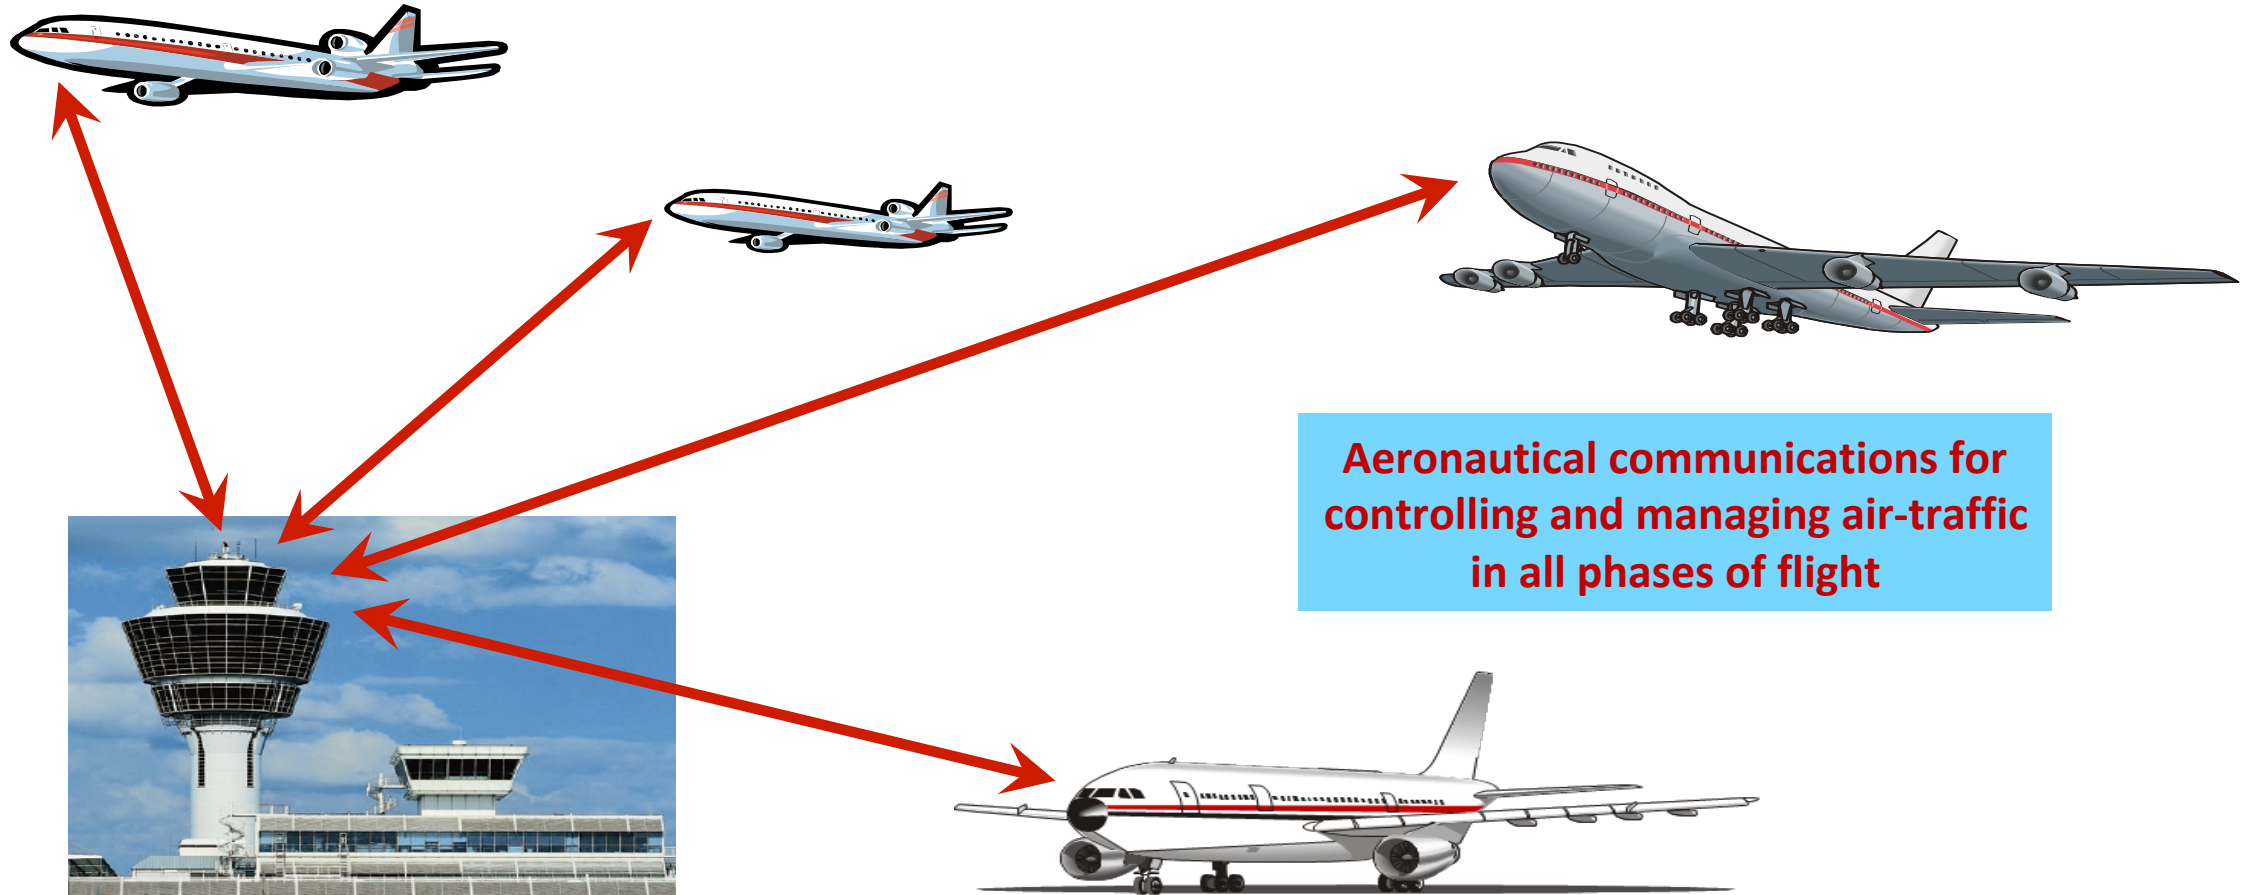 Aeronautical communications for
controlling and managing air-traffic
in all phases of flight